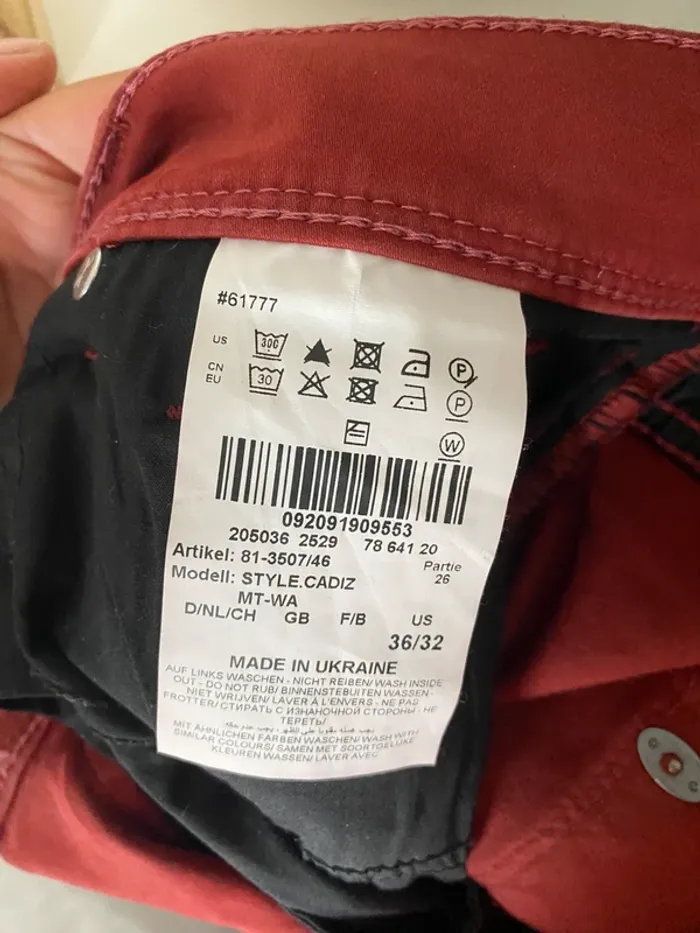 #61777
US 30C P
CN
EU 30 P
W
092091909553
205036 2529 78 641 20
Artikel: 81-3507/46 Partie
Modell: STYLE.CADIZ 26
MT-WA
D/NL/CH GB F/B US
36/32
MADE IN UKRAINE
AUF LINKS WASCHEN - NICHT REIBEN/ WASH INSIDE
OUT - DO NOT RUB/ BINNENSTEBUITEN WASSEN -
NIET WRIJVEN/ LAVER À L'ENVERS - NE PAS
FROTTER/ СТИРАТЬ С ИЗНАНОЧНОЙ СТОРОНЫ - НЕ
ТЕРЕТЬ/
MIT ÄHNLICHEN FARBEN WASCHEN/ WASH WITH
SIMILAR COLOURS/ SAMEN MET SOORTGELIJKE
KLEUREN WASSEN/ LAVER AVEC